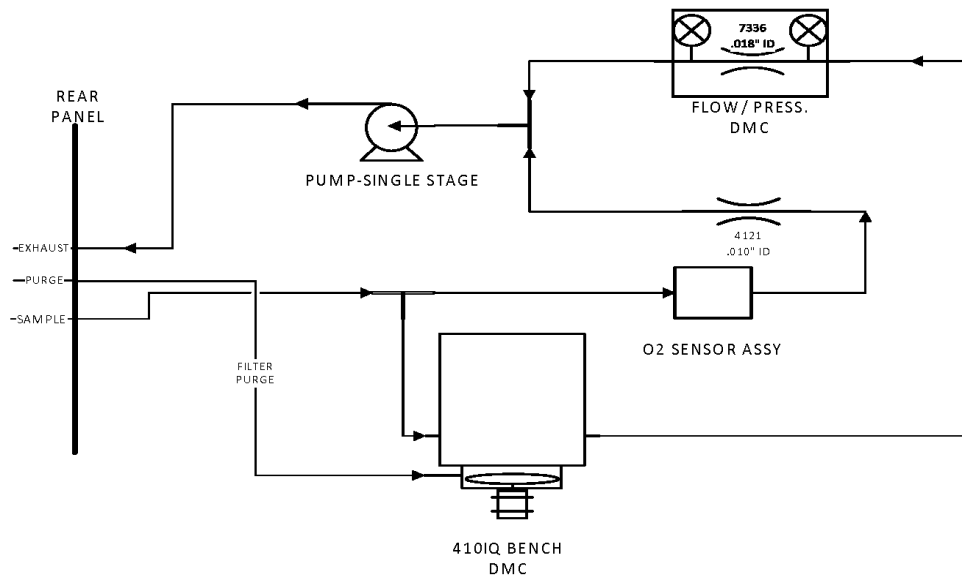 7336
.018" ID
FLOW / PRESS.
DMC
REAR
PANEL
PUMP-SINGLE STAGE
4121
.010" ID
EXHAUST
PURGE
SAMPLE
O2 SENSOR ASSY
FILTER
PURGE
410IQ BENCH
DMC